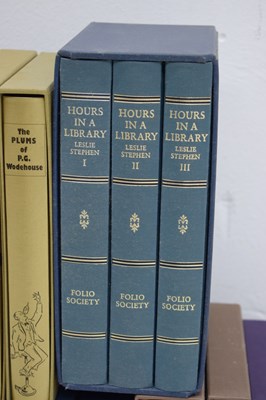 The
PLUMS
of
P.G.
Wodehouse
HOURS
IN A
LIBRARY
LESLIE
STEPHEN
I
FOLIO
SOCIETY
HOURS
IN A
LIBRARY
LESLIE
STEPHEN
II
FOLIO
SOCIETY
HOURS
IN A
LIBRARY
LESLIE
STEPHEN
III
FOLIO
SOCIETY